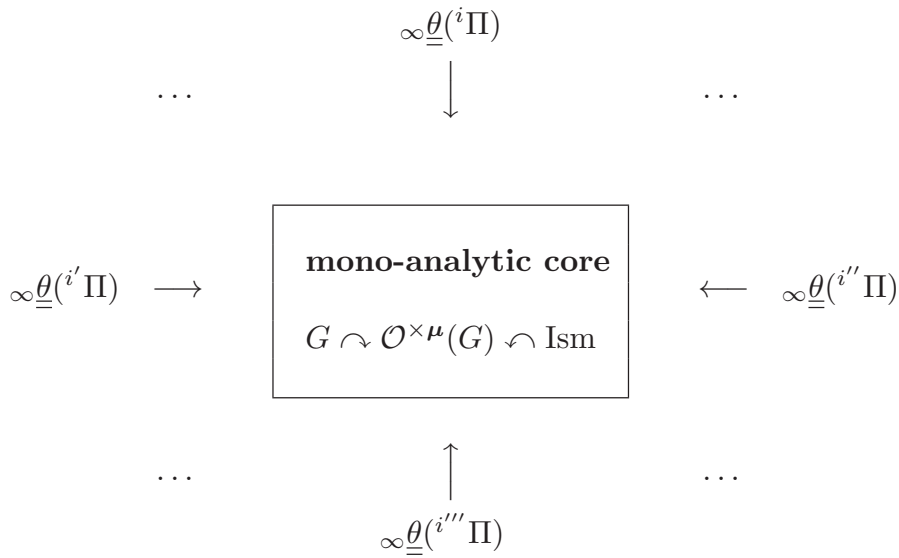 ∞θ̳(ⁱΠ)
… …
mono-analytic core
∞θ̳(ⁱ′Π) → ← ∞θ̳(ⁱ″Π)
G ↷ 𝒪^{×𝝁}(G) ↶ Ism
… …
∞θ̳(ⁱ‴Π)